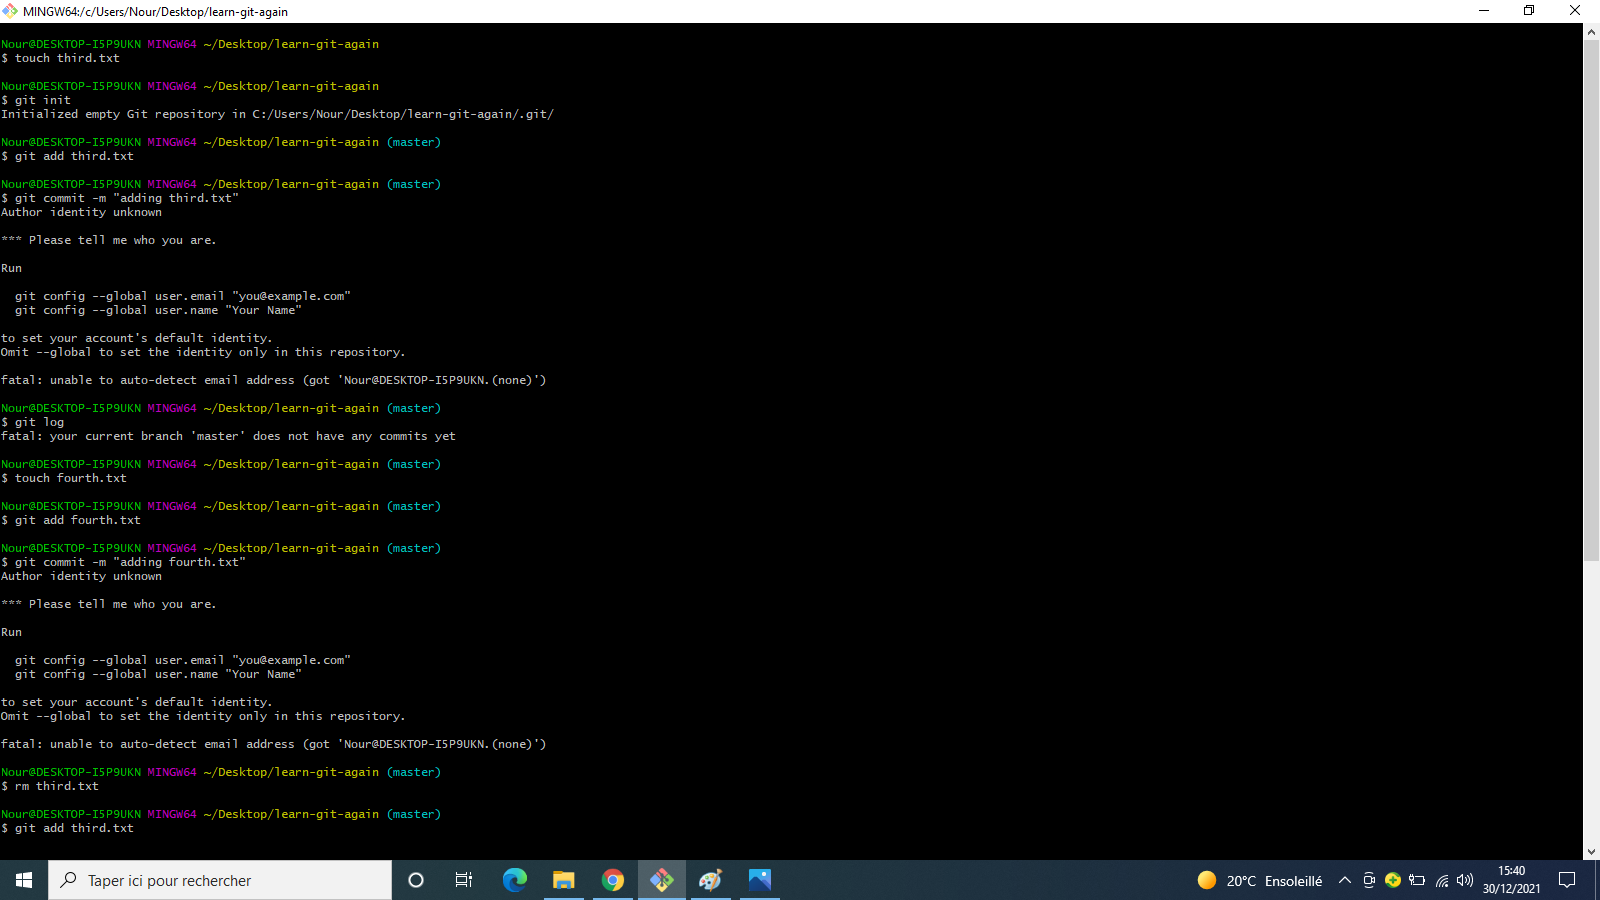 MINGW64:/c/Users/Nour/Desktop/learn-git-again
Nour@DESKTOP-I5P9UKN MINGW64 ~/Desktop/learn-git-again
$ touch third.txt
Nour@DESKTOP-I5P9UKN MINGW64 ~/Desktop/learn-git-again
$ git init
Initialized empty Git repository in C:/Users/Nour/Desktop/learn-git-again/.git/
Nour@DESKTOP-I5P9UKN MINGW64 ~/Desktop/learn-git-again (master)
$ git add third.txt
Nour@DESKTOP-I5P9UKN MINGW64 ~/Desktop/learn-git-again (master)
$ git commit -m "adding third.txt"
Author identity unknown
*** Please tell me who you are.
Run
git config --global user.email "you@example.com"
git config --global user.name "Your Name"
to set your account's default identity.
Omit --global to set the identity only in this repository.
fatal: unable to auto-detect email address (got 'Nour@DESKTOP-I5P9UKN.(none)')
Nour@DESKTOP-I5P9UKN MINGW64 ~/Desktop/learn-git-again (master)
$ git log
fatal: your current branch 'master' does not have any commits yet
Nour@DESKTOP-I5P9UKN MINGW64 ~/Desktop/learn-git-again (master)
$ touch fourth.txt
Nour@DESKTOP-I5P9UKN MINGW64 ~/Desktop/learn-git-again (master)
$ git add fourth.txt
Nour@DESKTOP-I5P9UKN MINGW64 ~/Desktop/learn-git-again (master)
$ git commit -m "adding fourth.txt"
Author identity unknown
*** Please tell me who you are.
Run
git config --global user.email "you@example.com"
git config --global user.name "Your Name"
to set your account's default identity.
Omit --global to set the identity only in this repository.
fatal: unable to auto-detect email address (got 'Nour@DESKTOP-I5P9UKN.(none)')
Nour@DESKTOP-I5P9UKN MINGW64 ~/Desktop/learn-git-again (master)
$ rm third.txt
Nour@DESKTOP-I5P9UKN MINGW64 ~/Desktop/learn-git-again (master)
$ git add third.txt
Taper ici pour rechercher
20°C Ensoleillé
15:40
30/12/2021